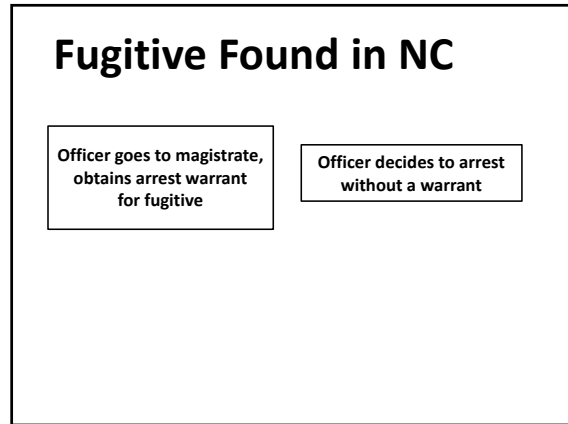 Fugitive Found in NC
Officer goes to magistrate,
obtains arrest warrant
for fugitive
Officer decides to arrest
without a warrant